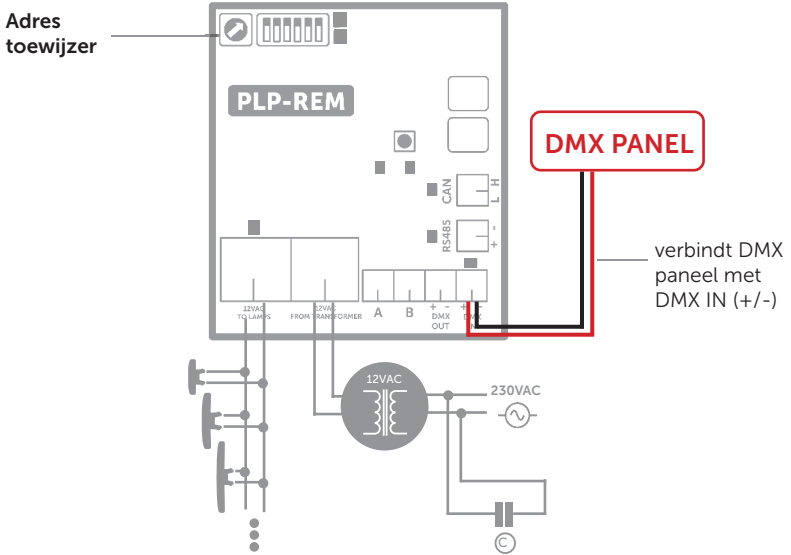 Adres
toewijzer
PLP-REM
DMX PANEL
CAN
H
L
RS485
-
+
verbindt DMX
paneel met
DMX IN (+/-)
12VAC
TO LAMPS
12VAC
FROM TRANSFORMER
A
B
+ -
DMX
OUT
+ -
DMX
IN
12VAC
230VAC
C